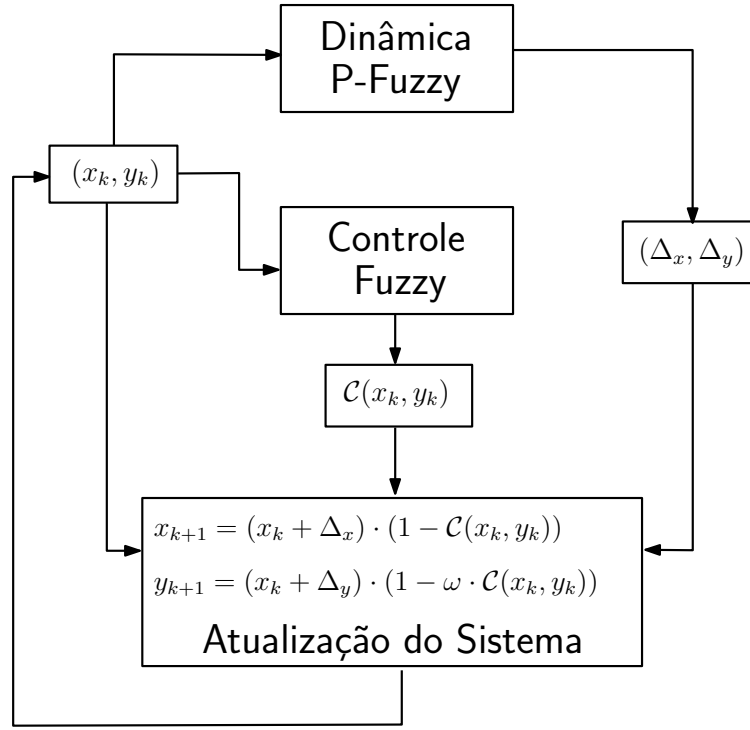 Dinâmica
P-Fuzzy
(x_k, y_k)
Controle
Fuzzy
(Δ_x, Δ_y)
𝒞(x_k, y_k)
x_{k+1} = (x_k + Δ_x) · (1 − 𝒞(x_k, y_k))
y_{k+1} = (x_k + Δ_y) · (1 − ω · 𝒞(x_k, y_k))
Atualização do Sistema